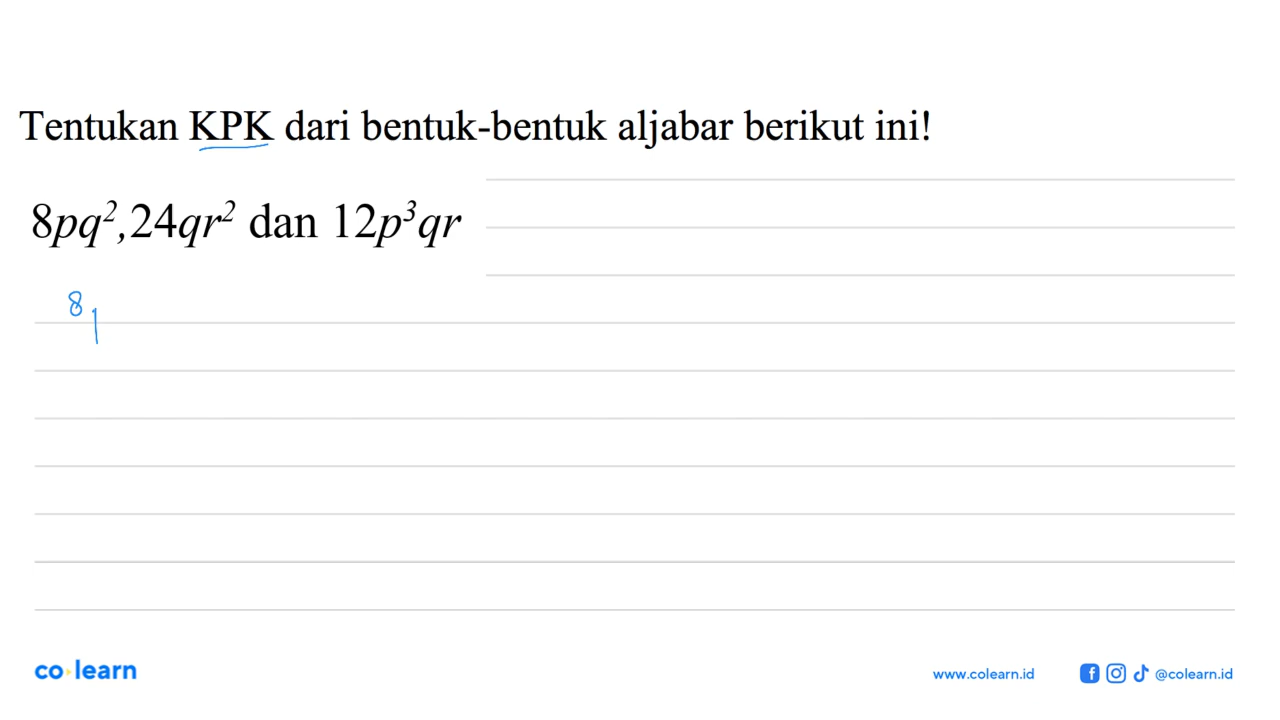 Tentukan KPK dari bentuk-bentuk aljabar berikut ini!
8pq²,24qr² dan 12p³qr
8
co learn
www.colearn.id @colearn.id